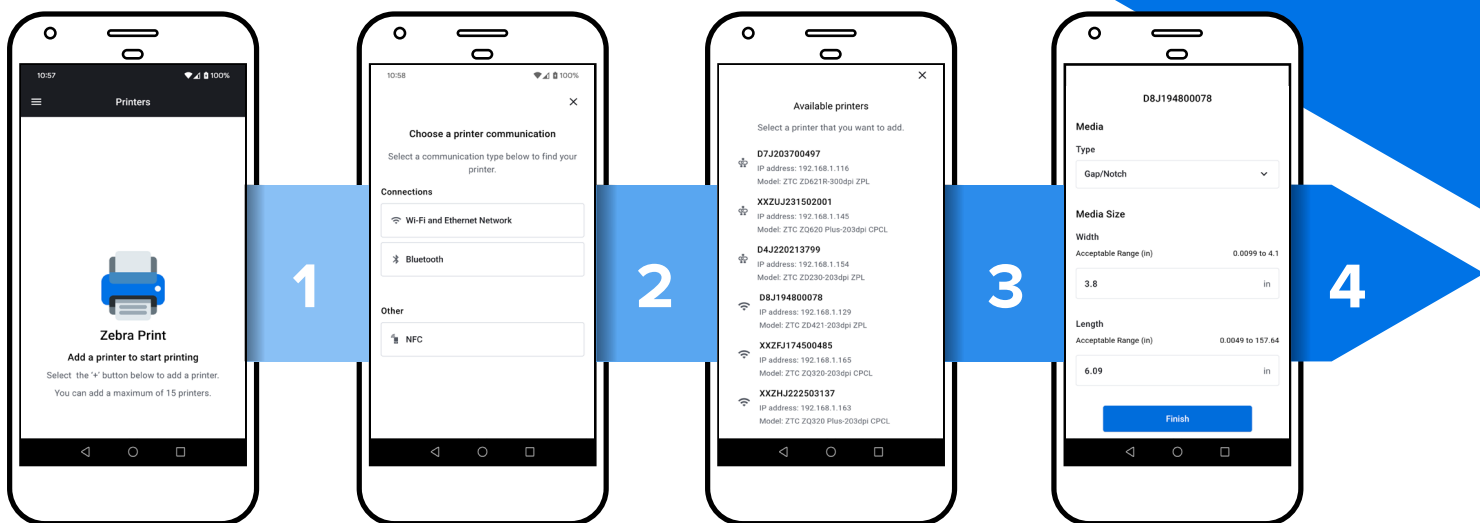 10:57
100%
Printers
Zebra Print
Add a printer to start printing
Select the '+' button below to add a printer.
You can add a maximum of 15 printers.
1
10:58
100%
Choose a printer communication
Select a communication type below to find your
printer.
Connections
Wi-Fi and Ethernet Network
Bluetooth
Other
NFC
2
Available printers
Select a printer that you want to add.
D7J203700497
IP address: 192.168.1.116
Model: ZTC ZD621R-300dpi ZPL
XXZUJ231502001
IP address: 192.168.1.145
Model: ZTC ZQ620 Plus-203dpi CPCL
D4J220213799
IP address: 192.168.1.154
Model: ZTC ZD230-203dpi ZPL
D8J194800078
IP address: 192.168.1.129
Model: ZTC ZD421-203dpi ZPL
XXZFJ174500485
IP address: 192.168.1.165
Model: ZTC ZQ320-203dpi CPCL
XXZHJ222503137
IP address: 192.168.1.163
Model: ZTC ZQ320 Plus-203dpi CPCL
3
D8J194800078
Media
Type
Gap/Notch
Media Size
Width
Acceptable Range (in) 0.0099 to 4.1
3.8 in
Length
Acceptable Range (in) 0.0049 to 157.64
6.09 in
Finish
4